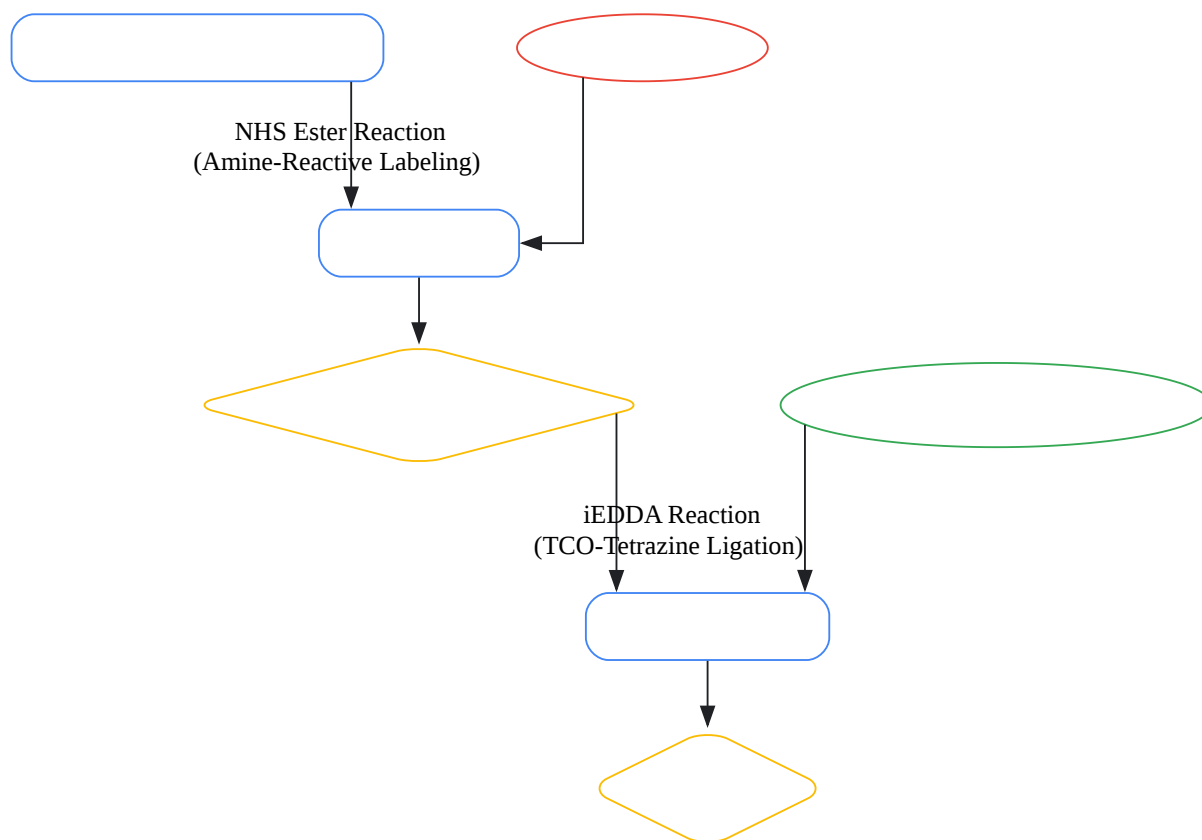 NHS Ester Reaction
(Amine-Reactive Labeling)
iEDDA Reaction
(TCO-Tetrazine Ligation)